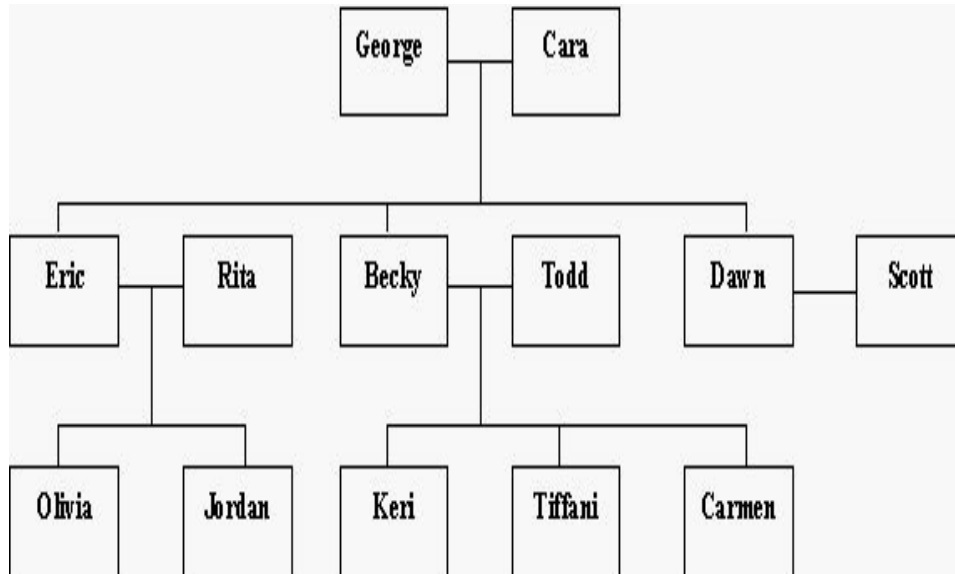 George Cara
Eric Rita Becky Todd Dawn Scott
Olivia Jordan Keri Tiffani Carmen